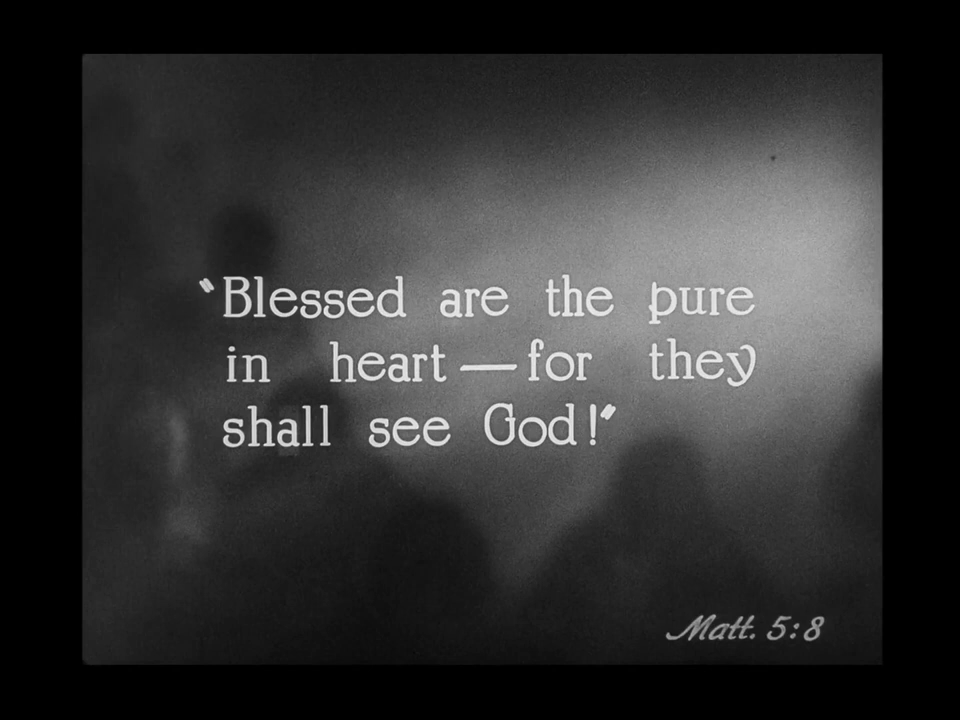 "Blessed are the pure
in heart — for they
shall see God!"
Matt. 5:8